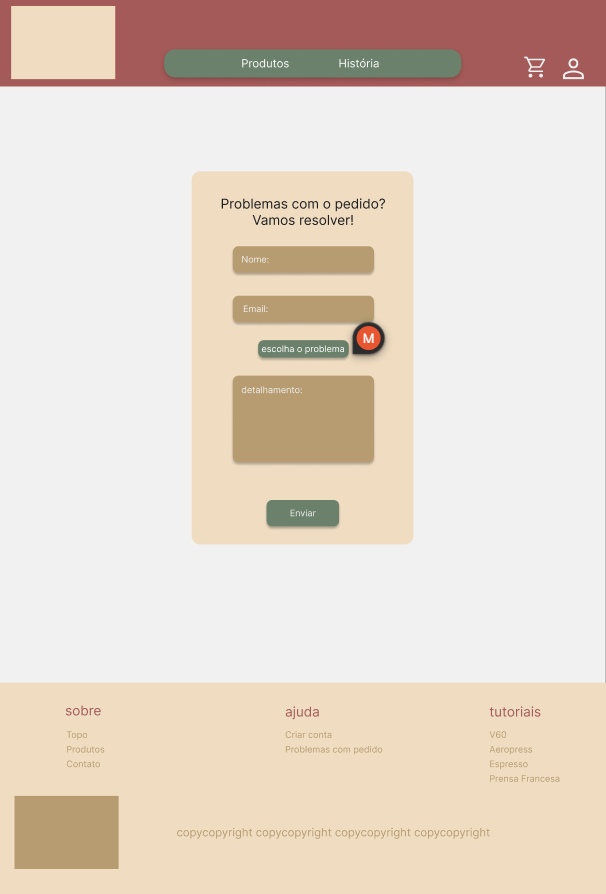 Produtos
História
Problemas com o pedido?
Vamos resolver!
Nome:
Email:
M
escolha o problema
detalhamento:
Enviar
sobre
Topo
Produtos
Contato
ajuda
Criar conta
Problemas com pedido
tutoriais
V60
Aeropress
Espresso
Prensa Francesa
copycopyright copycopyright copycopyright copycopyright